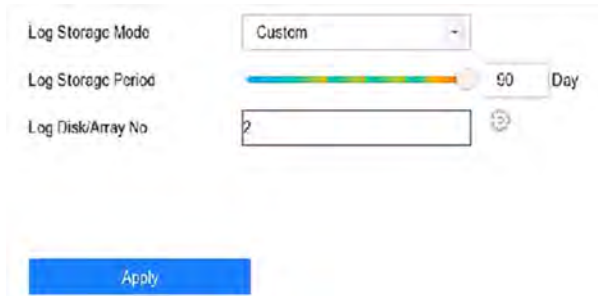 Log Storage Mode Custom
Log Storage Period 90 Day
Log Disk/Array No 2
Apply